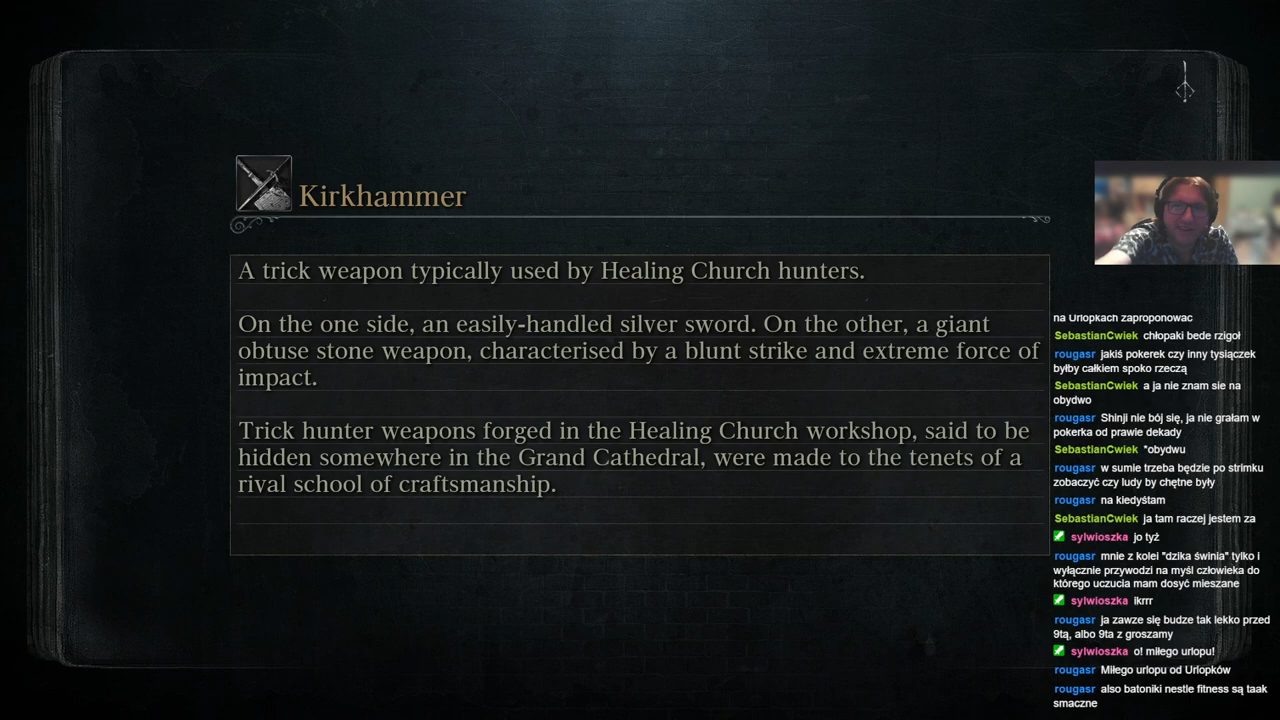 Kirkhammer
A trick weapon typically used by Healing Church hunters.
On the one side, an easily-handled silver sword. On the other, a giant
obtuse stone weapon, characterised by a blunt strike and extreme force of
impact.
Trick hunter weapons forged in the Healing Church workshop, said to be
hidden somewhere in the Grand Cathedral, were made to the tenets of a
rival school of craftsmanship.
na Urlopkach zaproponować
SebastianCwiek chłopaki bede rzigoł
rougasr jakiś pokerek czy inny tysiączek
byłby całkiem spoko rzeczą
SebastianCwiek a ja nie znam sie na
obydwo
rougasr Shinji nie bój się, ja nie grałam w
pokerka od prawie dekady
SebastianCwiek *obydwu
rougasr w sumie trzeba będzie po strimku
zobaczyć czy ludy by chętne były
rougasr na kiedyśtam
SebastianCwiek ja tam raczej jestem za
sylwioszka jo tyż
rougasr mnie z kolei "dzika świnia" tylko i
wyłącznie przywodzi na myśl człowieka do
którego uczucia mam dosyć mieszane
sylwioszka ikrrr
rougasr ja zawze się budze tak lekko przed
9tą, albo 9ta z groszamy
sylwioszka o! miłego urlopu!
rougasr Miłego urlopu od Urlopków
rougasr also batoniki nestle fitness są taak
smaczne